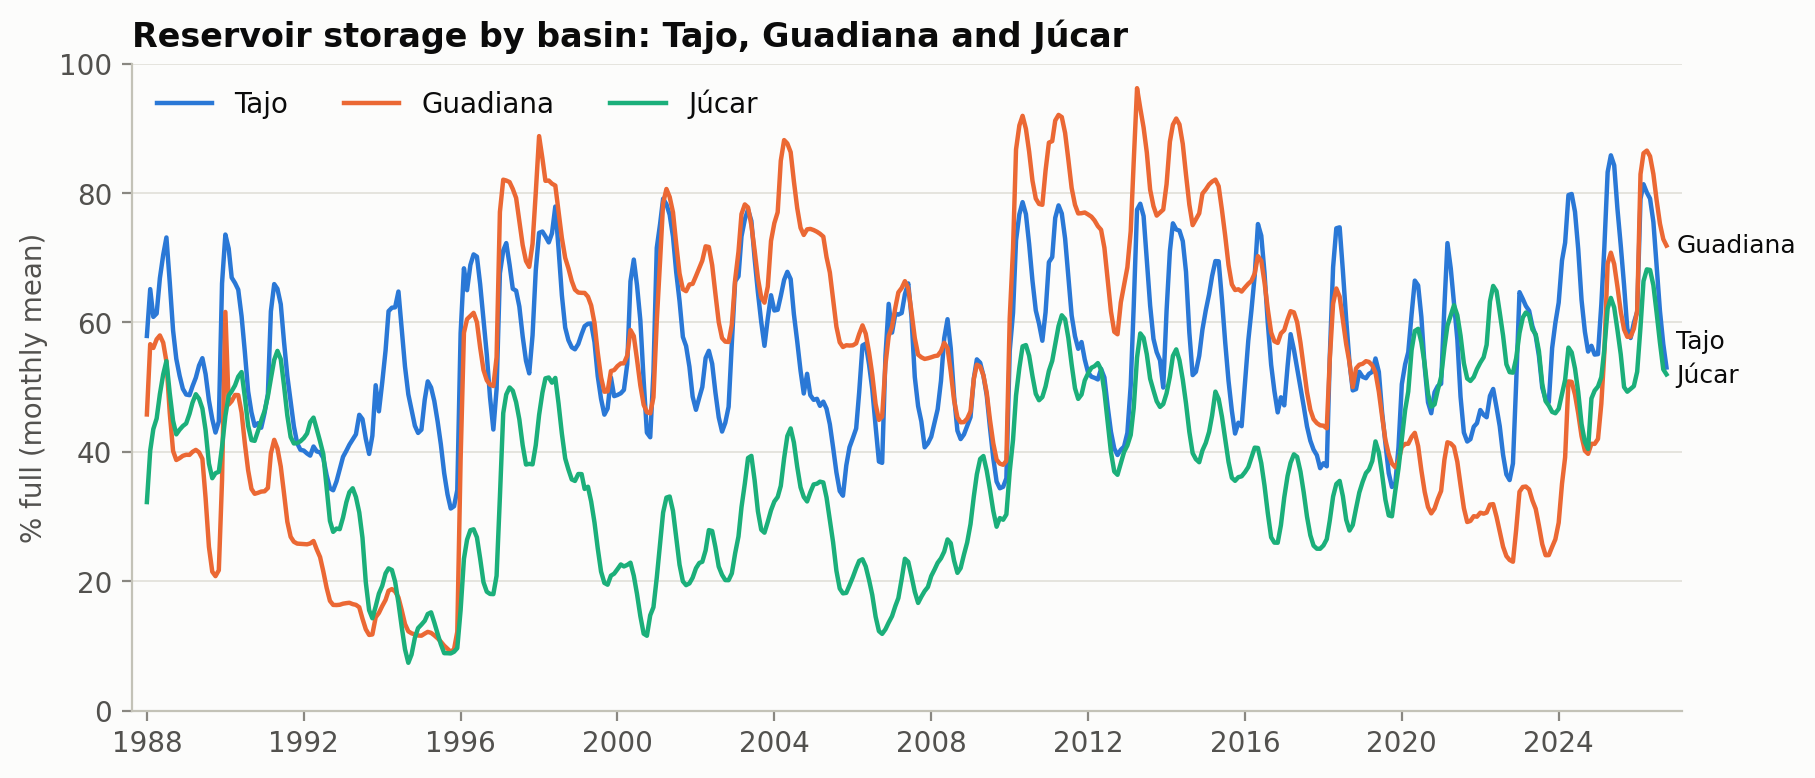 Reservoir storage by basin: Tajo, Guadiana and Júcar
Tajo Guadiana Júcar
% full (monthly mean)
100
80
60
40
20
0
1988 1992 1996 2000 2004 2008 2012 2016 2020 2024
Guadiana
Tajo
Júcar